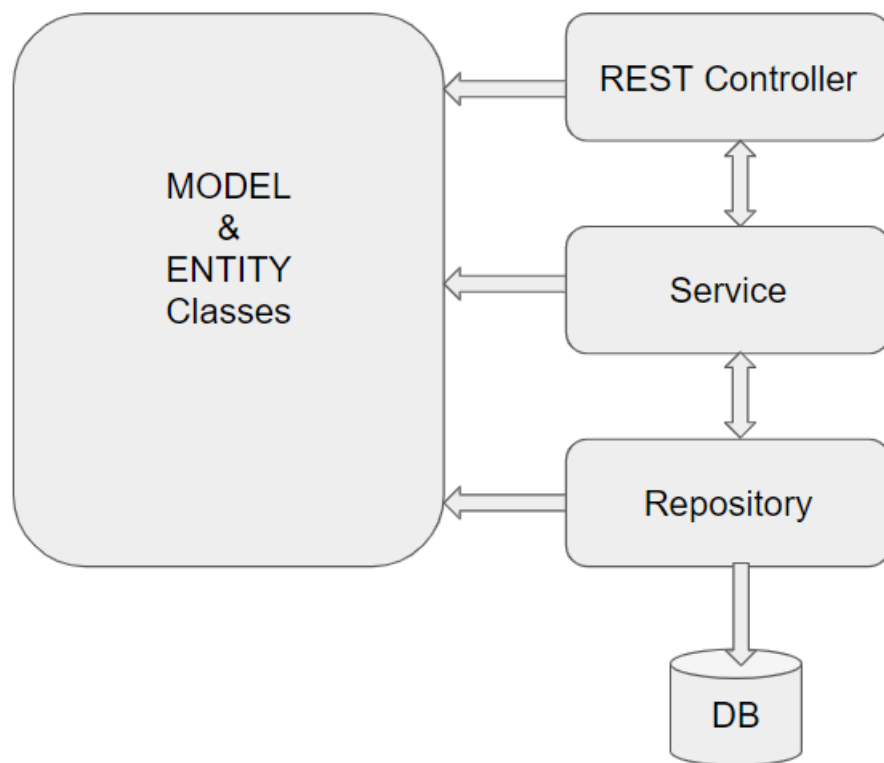 REST Controller
MODEL
&
ENTITY
Classes
Service
Repository
DB